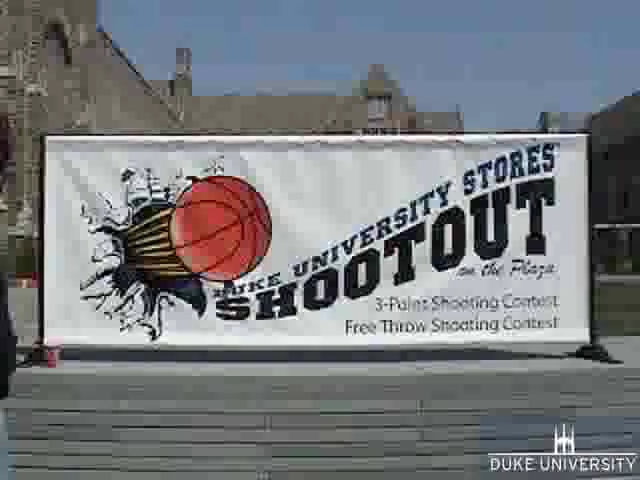 DUKE UNIVERSITY STORES
SHOOTOUT
on the Plaza
3-Point Shooting Contest
Free Throw Shooting Contest
DUKE UNIVERSITY